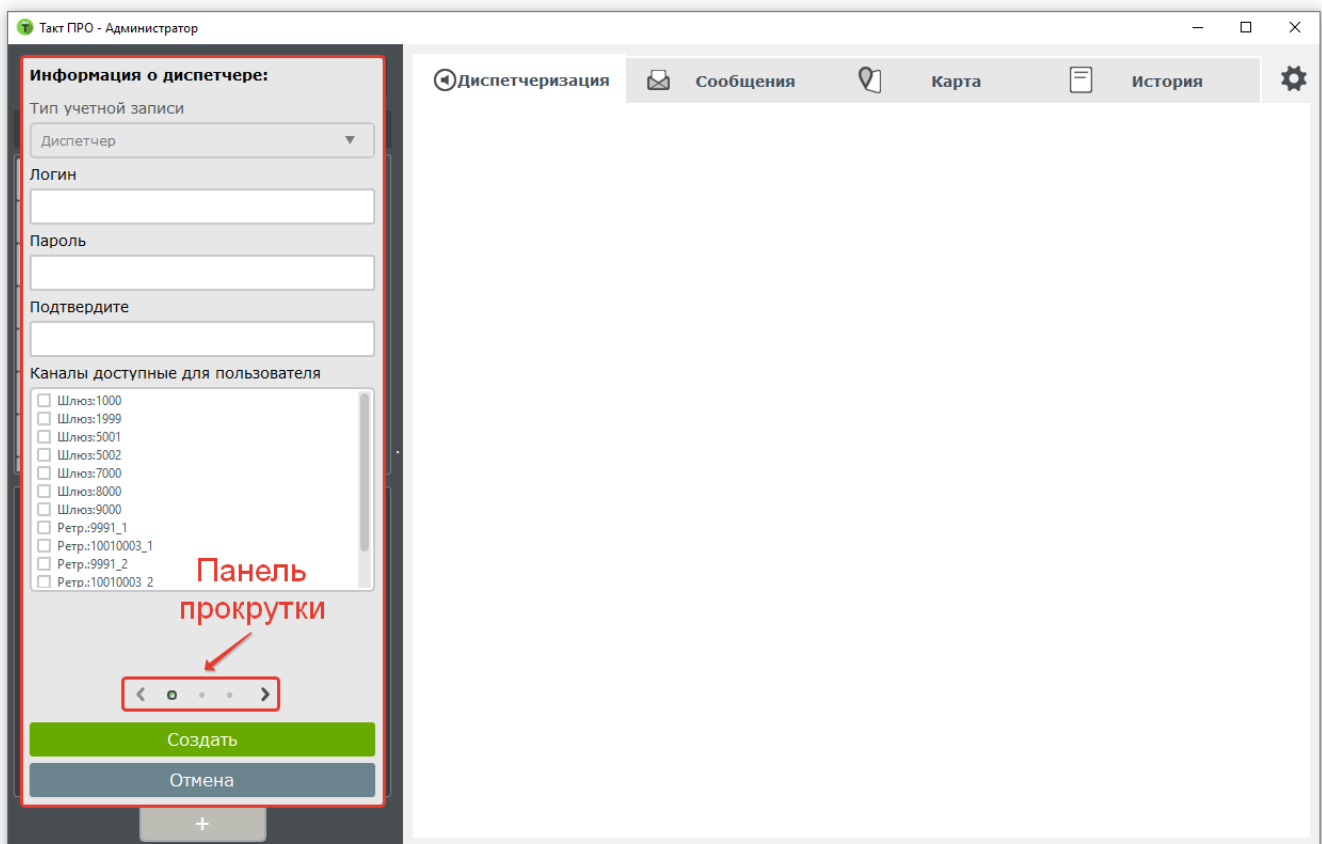 Такт ПРО - Администратор
Информация о диспетчере:
Тип учетной записи
Диспетчер
Логин
Пароль
Подтвердите
Каналы доступные для пользователя
Шлюз:1000
Шлюз:1999
Шлюз:5001
Шлюз:5002
Шлюз:7000
Шлюз:8000
Шлюз:9000
Ретр.:9991_1
Ретр.:10010003_1
Ретр.:9991_2
Ретр.:10010003_2
Панель
прокрутки
Создать
Отмена
+
Диспетчеризация Сообщения Карта История